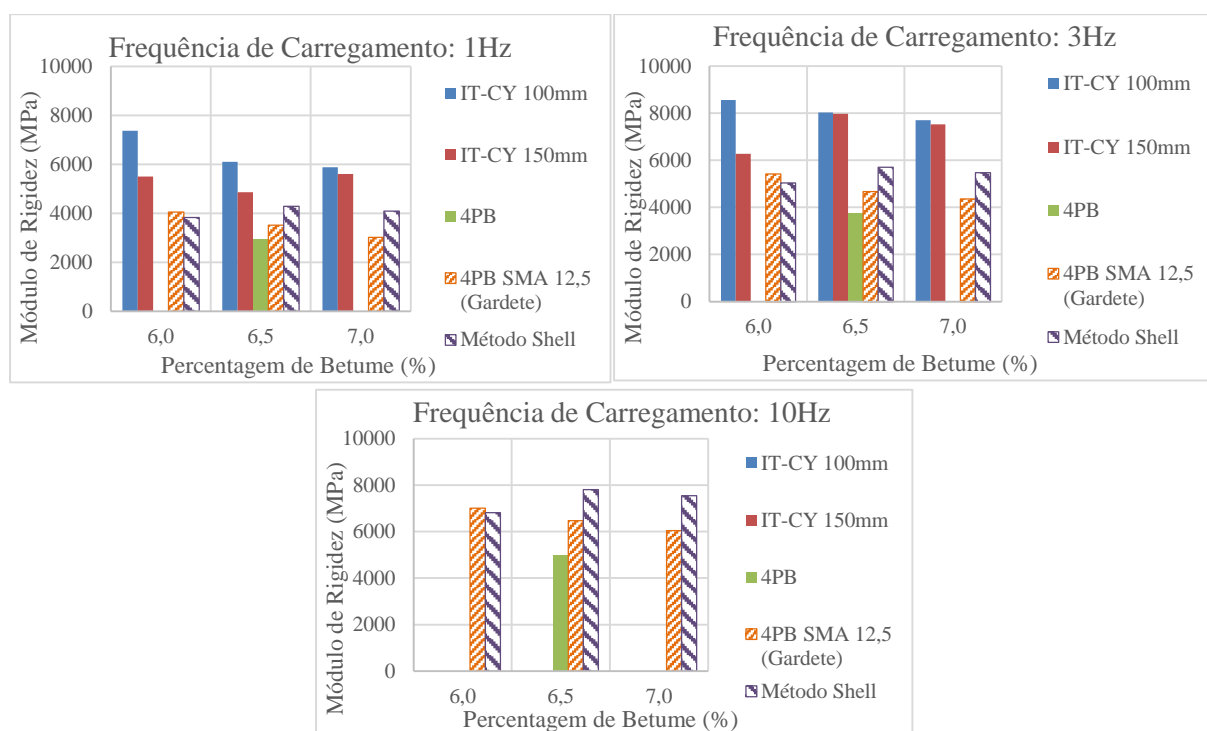 Frequência de Carregamento: 1Hz
Módulo de Rigidez (MPa)
10000
8000
6000
4000
2000
0
6,0 6,5 7,0
Percentagem de Betume (%)
IT-CY 100mm
IT-CY 150mm
4PB
4PB SMA 12,5
(Gardete)
Método Shell
Frequência de Carregamento: 3Hz
Módulo de Rigidez (MPa)
10000
8000
6000
4000
2000
0
6,0 6,5 7,0
Percentagem de Betume (%)
IT-CY 100mm
IT-CY 150mm
4PB
4PB SMA 12,5
(Gardete)
Método Shell
Frequência de Carregamento: 10Hz
Módulo de Rigidez (MPa)
10000
8000
6000
4000
2000
0
6,0 6,5 7,0
Percentagem de Betume (%)
IT-CY 100mm
IT-CY 150mm
4PB
4PB SMA 12,5
(Gardete)
Método Shell